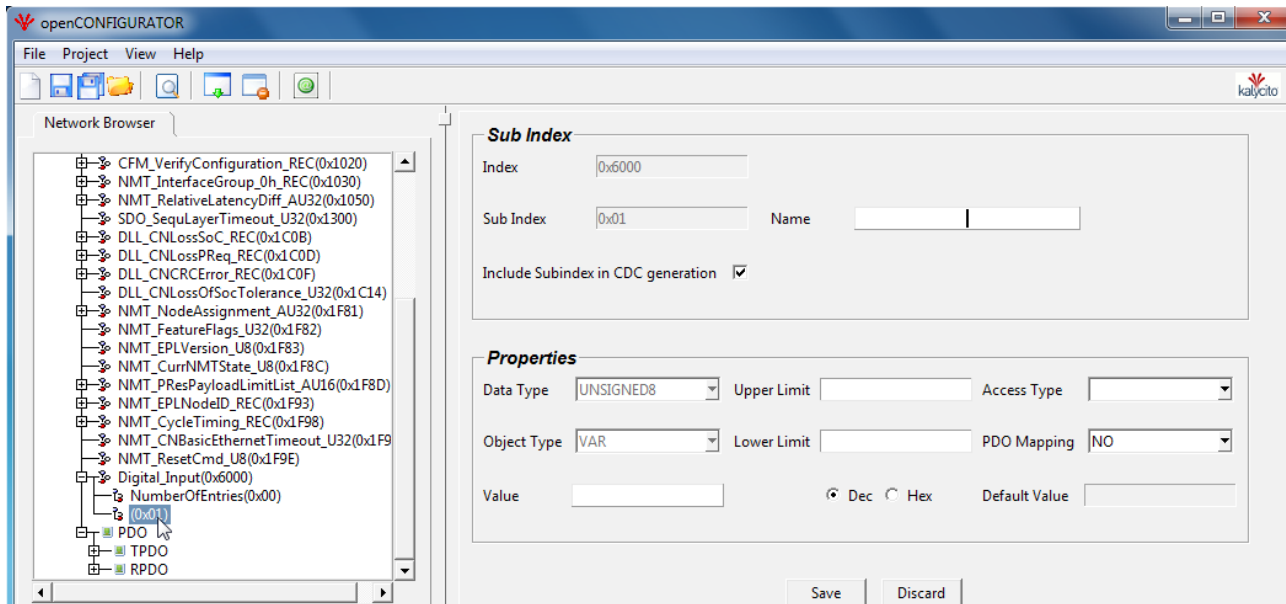 openCONFIGURATOR
File Project View Help
kalycito
Network Browser
CFM_VerifyConfiguration_REC(0x1020)
NMT_InterfaceGroup_0h_REC(0x1030)
NMT_RelativeLatencyDiff_AU32(0x1050)
SDO_SequLayerTimeout_U32(0x1300)
DLL_CNLossSoC_REC(0x1C0B)
DLL_CNLossPReq_REC(0x1C0D)
DLL_CNCRCError_REC(0x1C0F)
DLL_CNLossOfSocTolerance_U32(0x1C14)
NMT_NodeAssignment_AU32(0x1F81)
NMT_FeatureFlags_U32(0x1F82)
NMT_EPLVersion_U8(0x1F83)
NMT_CurrNMTState_U8(0x1F8C)
NMT_PResPayloadLimitList_AU16(0x1F8D)
NMT_EPLNodeID_REC(0x1F93)
NMT_CycleTiming_REC(0x1F98)
NMT_CNBasicEthernetTimeout_U32(0x1F9
NMT_ResetCmd_U8(0x1F9E)
Digital_Input(0x6000)
NumberOfEntries(0x00)
(0x01)
PDO
TPDO
RPDO
Sub Index
Index 0x6000
Sub Index 0x01 Name
Include Subindex in CDC generation
Properties
Data Type UNSIGNED8 Upper Limit Access Type
Object Type VAR Lower Limit PDO Mapping NO
Value Dec Hex Default Value
Save Discard